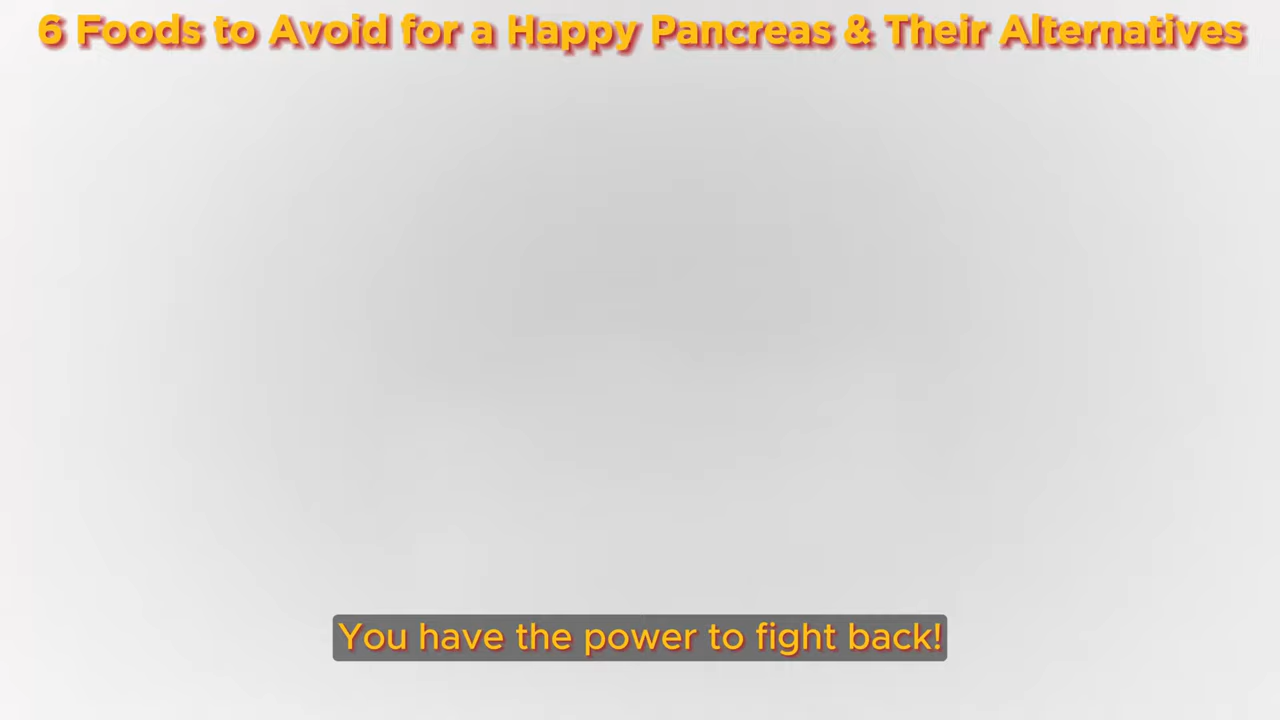 6 Foods to Avoid for a Happy Pancreas & Their Alternatives
You have the power to fight back!